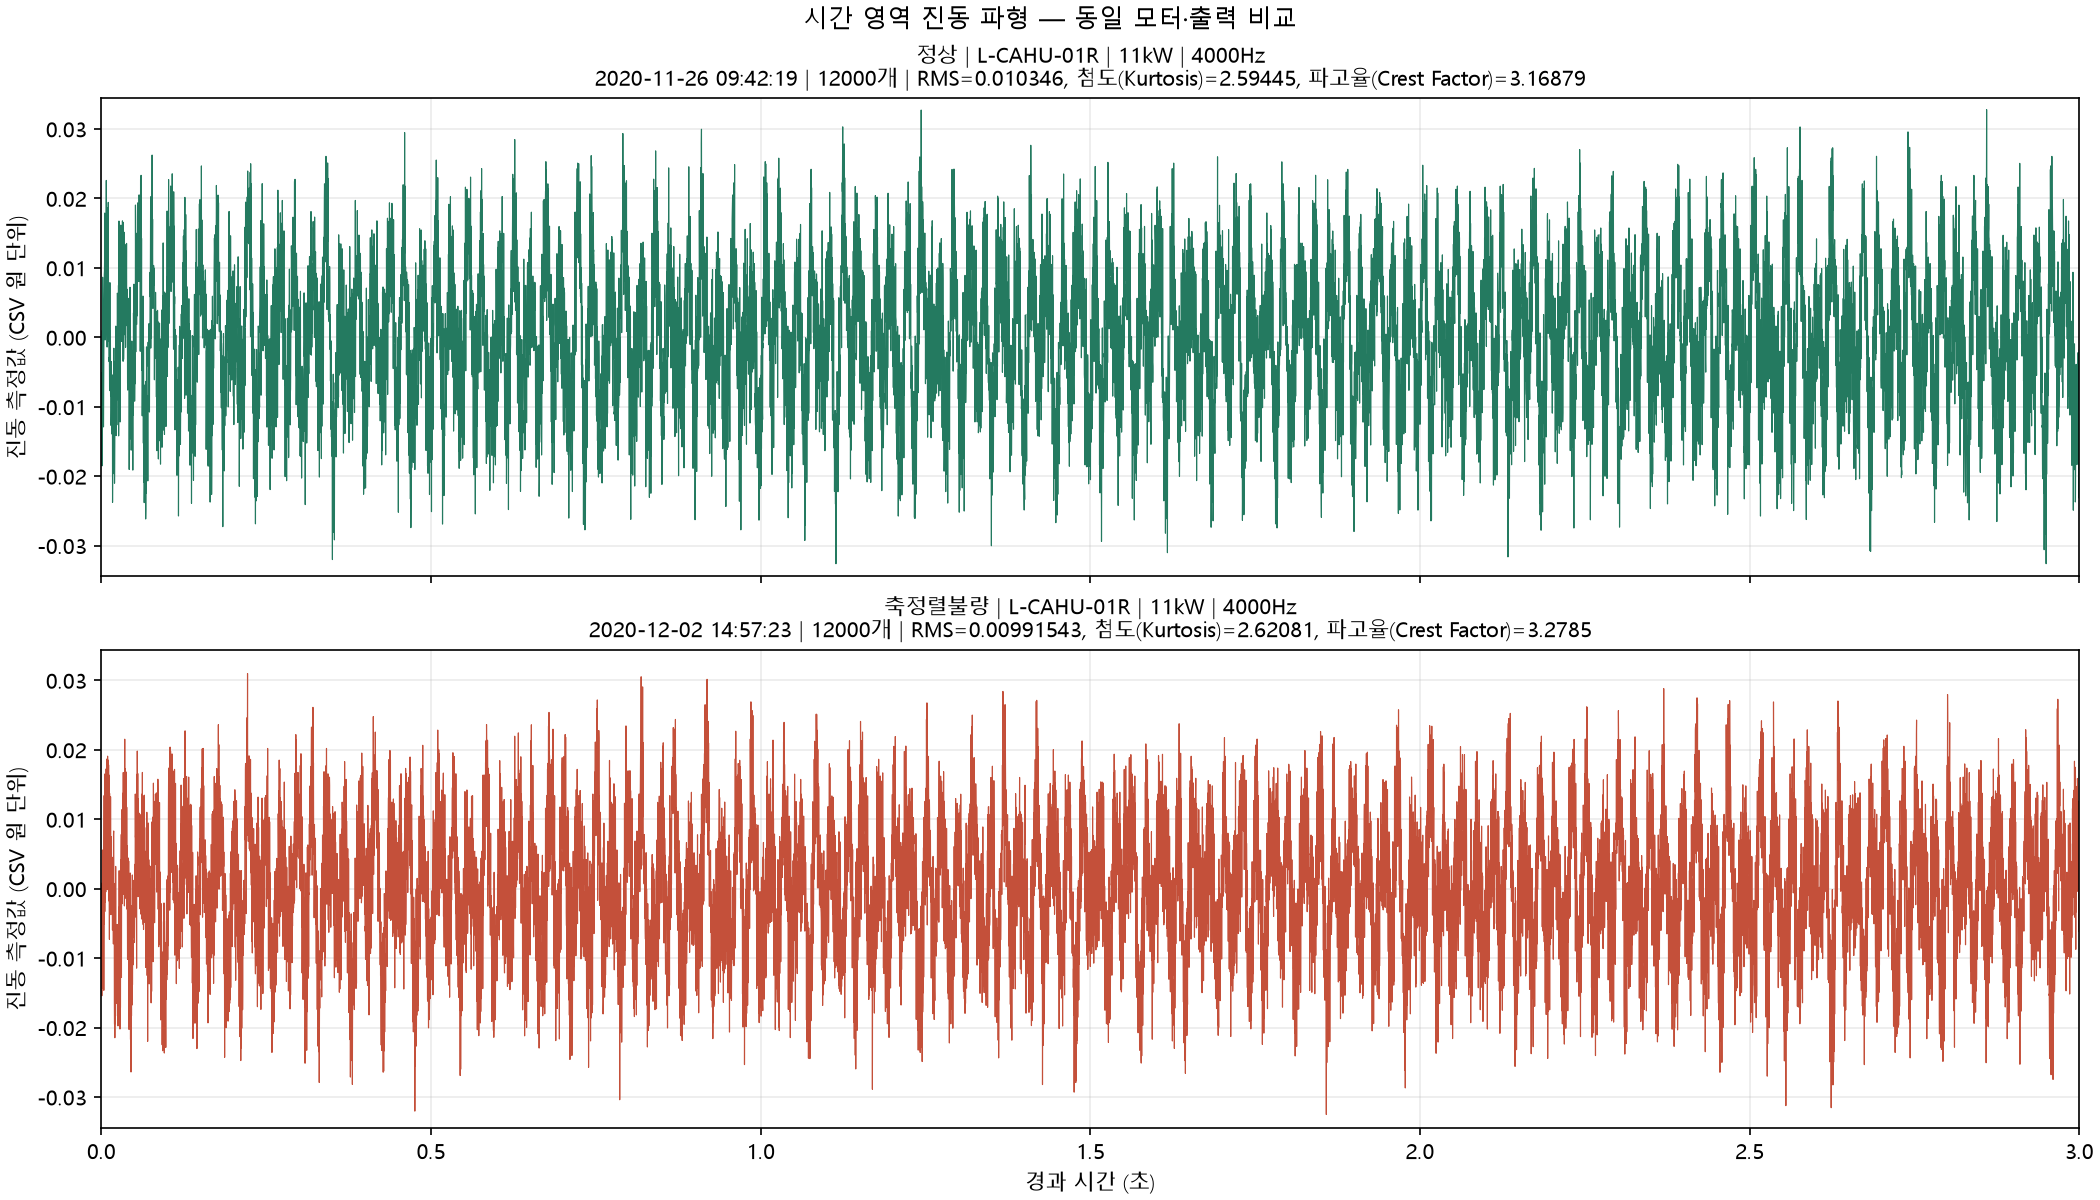 시간 영역 진동 파형 — 동일 모터·출력 비교
정상 | L-CAHU-01R | 11kW | 4000Hz
2020-11-26 09:42:19 | 12000개 | RMS=0.010346, 첨도(Kurtosis)=2.59445, 파고율(Crest Factor)=3.16879
진동 측정값 (CSV 원 단위)
0.03
0.02
0.01
0.00
-0.01
-0.02
-0.03
축정렬불량 | L-CAHU-01R | 11kW | 4000Hz
2020-12-02 14:57:23 | 12000개 | RMS=0.00991543, 첨도(Kurtosis)=2.62081, 파고율(Crest Factor)=3.2785
진동 측정값 (CSV 원 단위)
0.03
0.02
0.01
0.00
-0.01
-0.02
-0.03
0.0 0.5 1.0 1.5 2.0 2.5 3.0
경과 시간 (초)